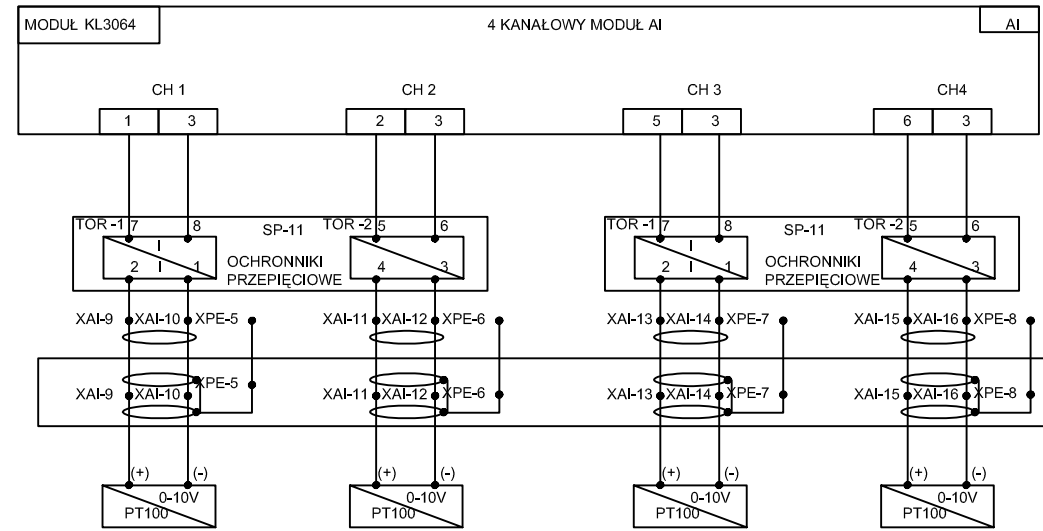 MODUŁ KL3064 4 KANAŁOWY MODUŁ AI AI
CH 1 CH 2 CH 3 CH4
1 3 2 3 5 3 6 3
TOR -1 7 8 SP-11 TOR -2 5 6 TOR -1 7 8 SP-11 TOR -2 5 6
I I
OCHRONNIKI OCHRONNIKI
2 I 1 4 3 2 I 1 4 3
PRZEPIĘCIOWE PRZEPIĘCIOWE
XAI-9 XAI-10 XPE-5 XAI-11 XAI-12 XPE-6 XAI-13 XAI-14 XPE-7 XAI-15 XAI-16 XPE-8
XAI-9 XAI-10 XPE-5 XAI-11 XAI-12 XPE-6 XAI-13 XAI-14 XPE-7 XAI-15 XAI-16 XPE-8
(+) (-) (+) (-) (+) (-) (+) (-)
0-10V 0-10V 0-10V 0-10V
PT100 PT100 PT100 PT100